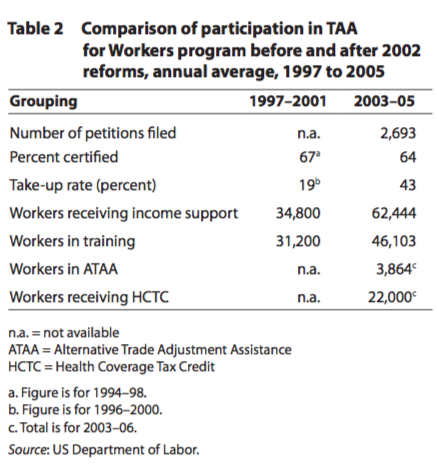 Table 2 Comparison of participation in TAA
for Workers program before and after 2002
reforms, annual average, 1997 to 2005
Grouping 1997–2001 2003–05
Number of petitions filed n.a. 2,693
Percent certified 67ᵃ 64
Take-up rate (percent) 19ᵇ 43
Workers receiving income support 34,800 62,444
Workers in training 31,200 46,103
Workers in ATAA n.a. 3,864ᶜ
Workers receiving HCTC n.a. 22,000ᶜ
n.a. = not available
ATAA = Alternative Trade Adjustment Assistance
HCTC = Health Coverage Tax Credit
a. Figure is for 1994–98.
b. Figure is for 1996–2000.
c. Total is for 2003–06.
Source: US Department of Labor.